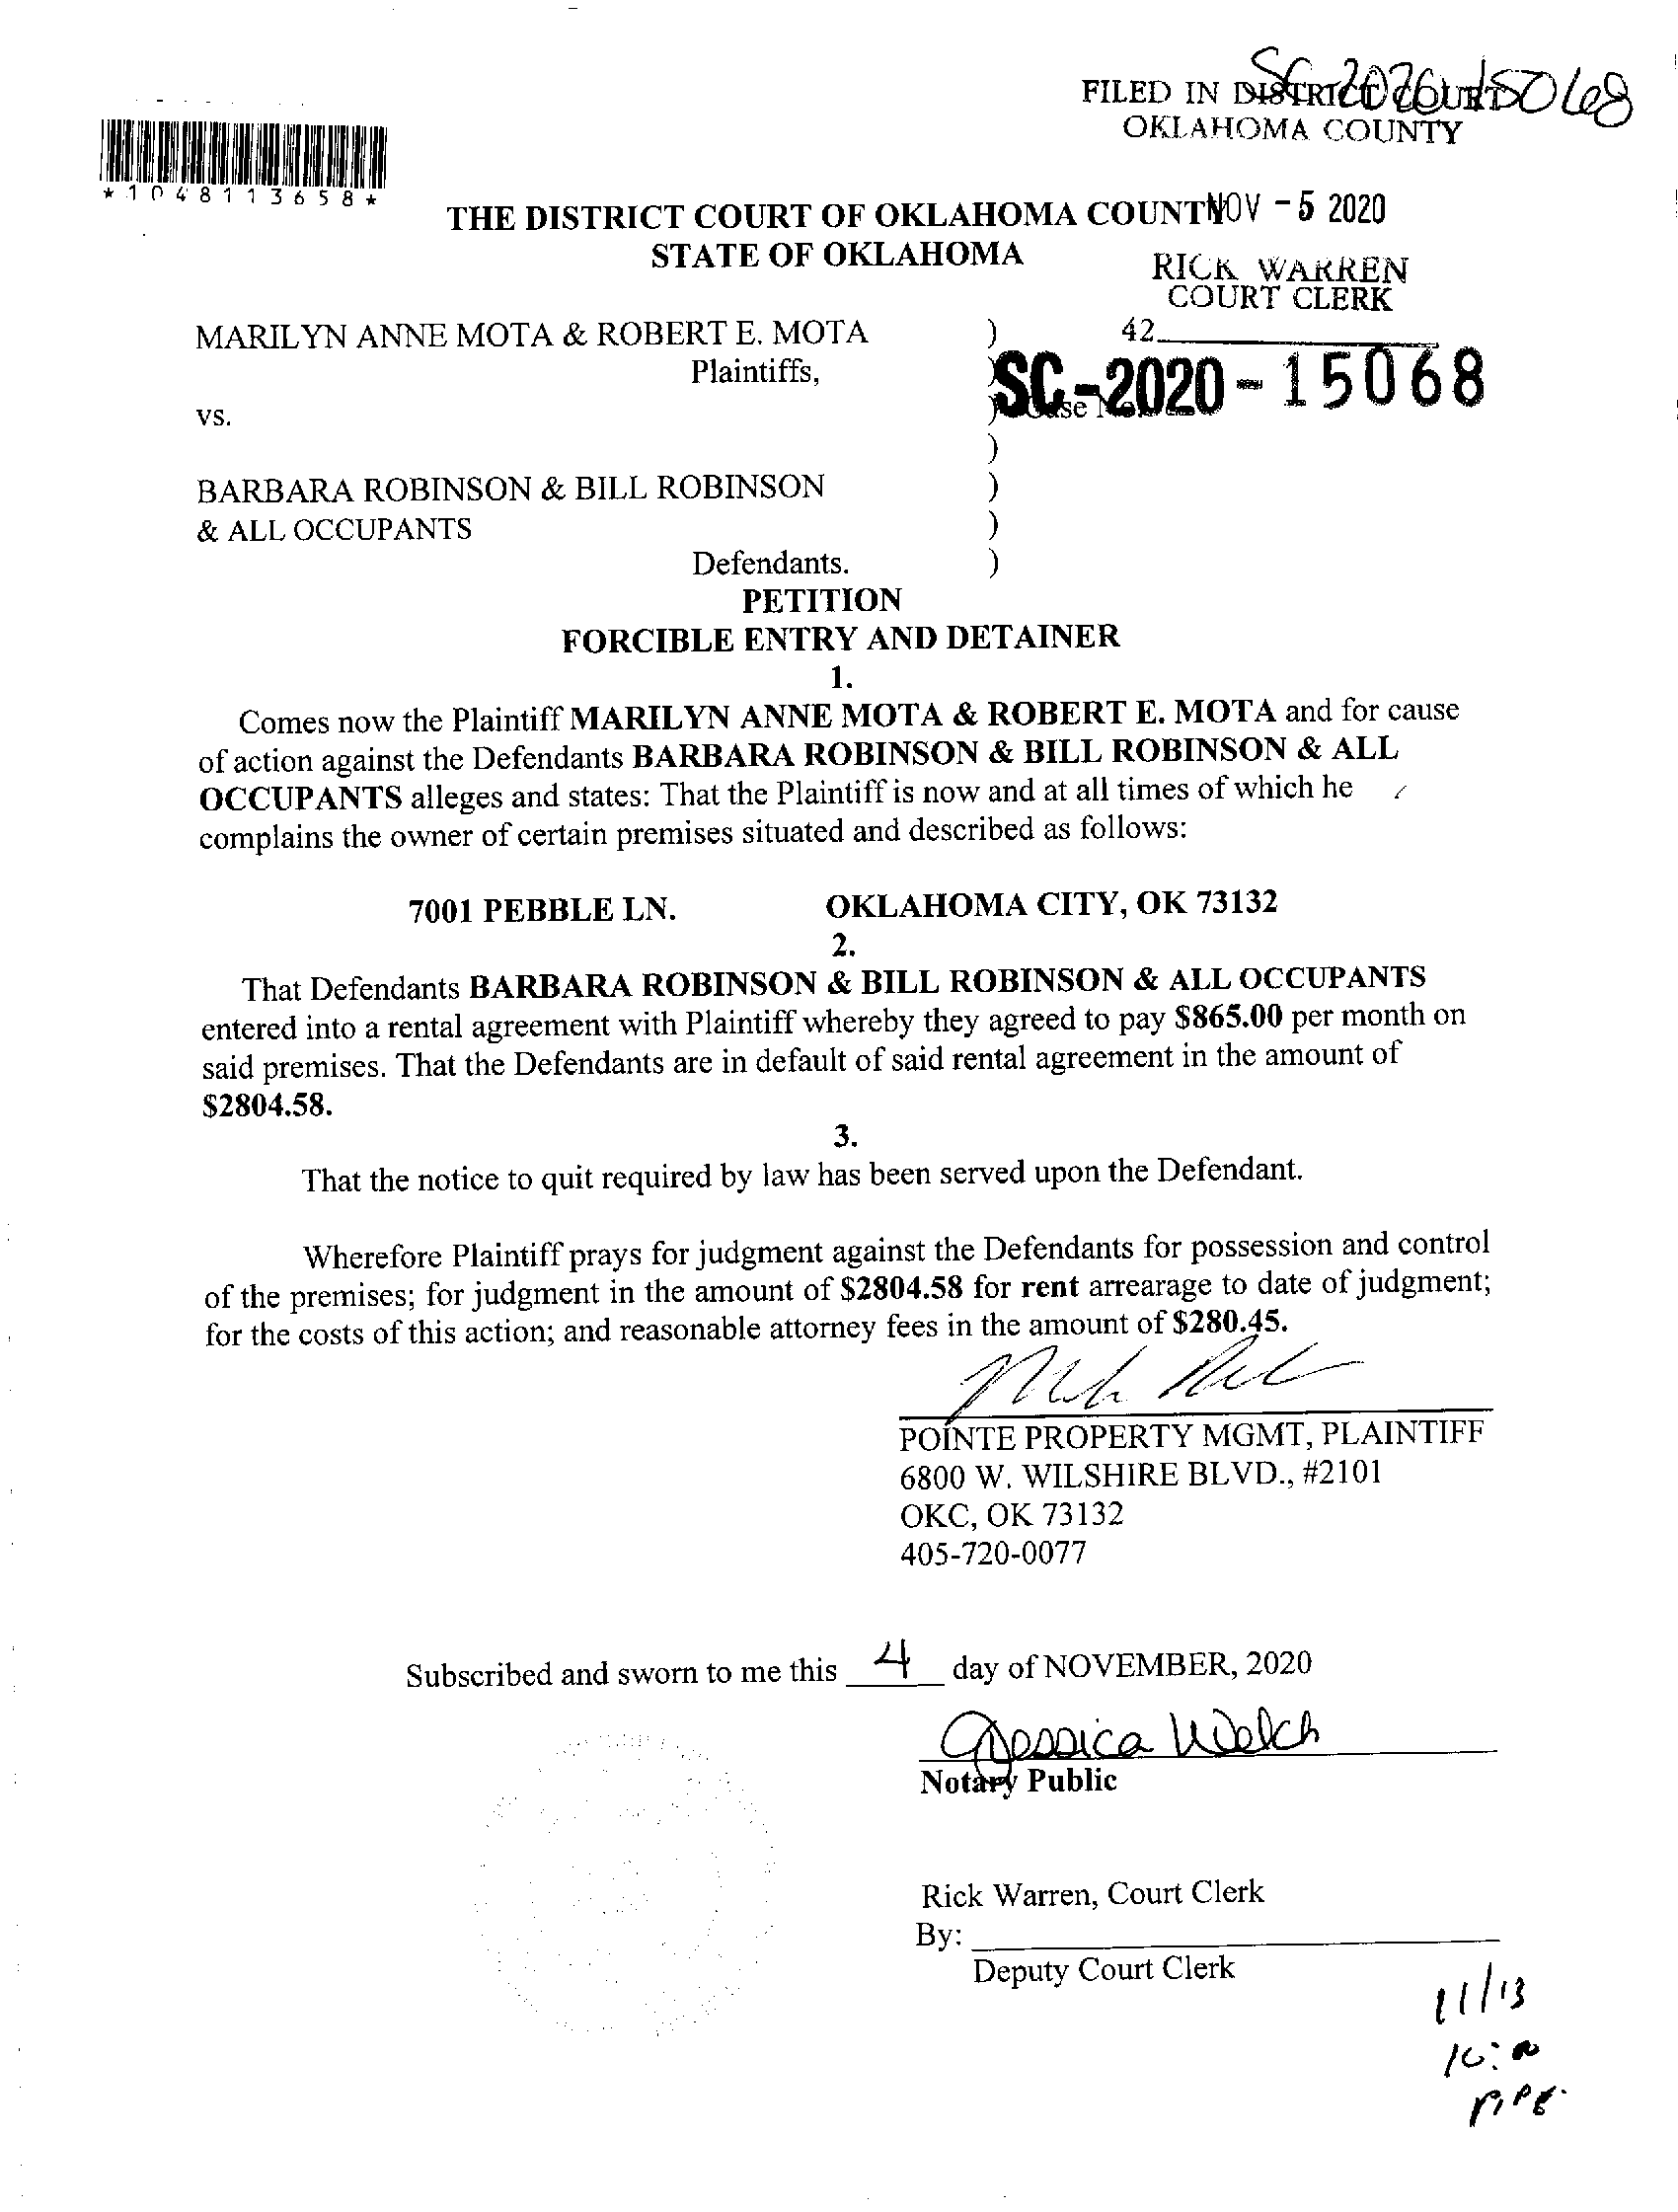 SC-2020-15068
FILED IN DISTRICT COURT
OKLAHOMA COUNTY
*1048113658*
THE DISTRICT COURT OF OKLAHOMA COUNTY
NOV - 5 2020
STATE OF OKLAHOMA
RICK WARREN
COURT CLERK
42
MARILYN ANNE MOTA & ROBERT E. MOTA )
Plaintiffs, )
SC-2020-15068
vs. ) Case No.
)
BARBARA ROBINSON & BILL ROBINSON )
& ALL OCCUPANTS )
Defendants. )
PETITION
FORCIBLE ENTRY AND DETAINER
1.
Comes now the Plaintiff MARILYN ANNE MOTA & ROBERT E. MOTA and for cause
of action against the Defendants BARBARA ROBINSON & BILL ROBINSON & ALL
OCCUPANTS alleges and states: That the Plaintiff is now and at all times of which he
complains the owner of certain premises situated and described as follows:
7001 PEBBLE LN. OKLAHOMA CITY, OK 73132
2.
That Defendants BARBARA ROBINSON & BILL ROBINSON & ALL OCCUPANTS
entered into a rental agreement with Plaintiff whereby they agreed to pay $865.00 per month on
said premises. That the Defendants are in default of said rental agreement in the amount of
$2804.58.
3.
That the notice to quit required by law has been served upon the Defendant.
Wherefore Plaintiff prays for judgment against the Defendants for possession and control
of the premises; for judgment in the amount of $2804.58 for rent arrearage to date of judgment;
for the costs of this action; and reasonable attorney fees in the amount of $280.45.
POINTE PROPERTY MGMT, PLAINTIFF
6800 W. WILSHIRE BLVD., #2101
OKC, OK 73132
405-720-0077
Subscribed and sworn to me this 4 day of NOVEMBER, 2020
Jessica Welch
Notary Public
Rick Warren, Court Clerk
By:
Deputy Court Clerk
11/13